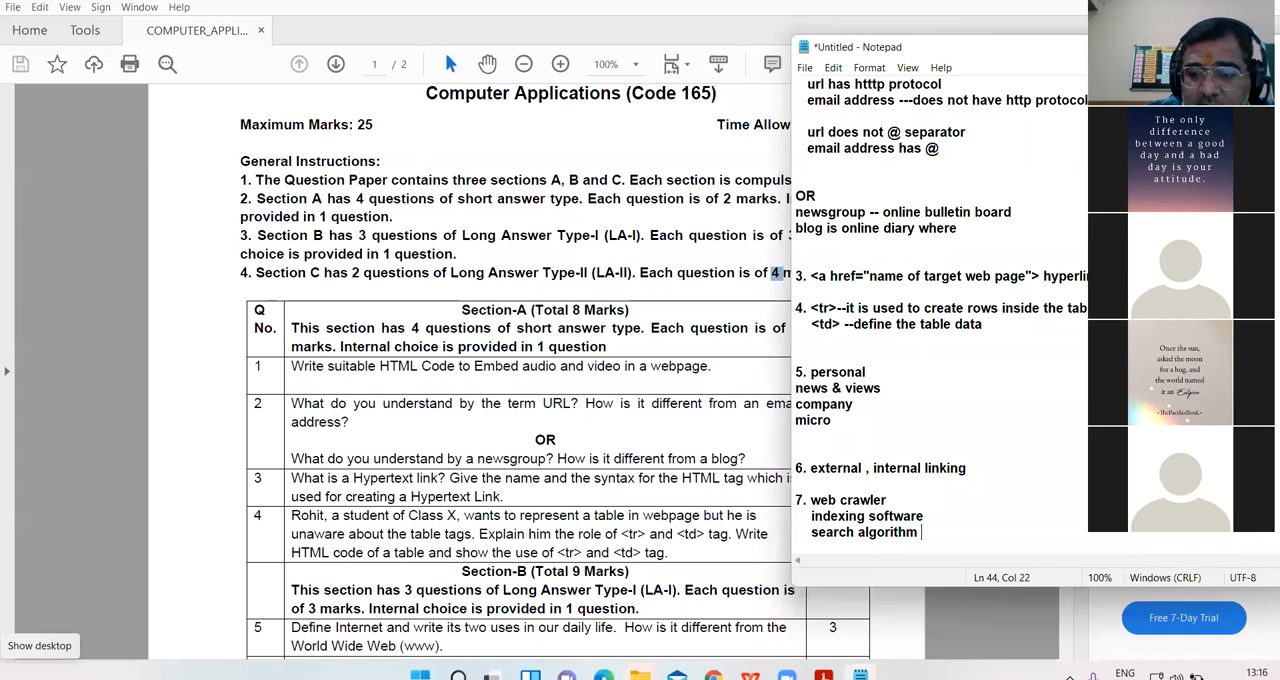 File Edit View Sign Window Help
Home Tools COMPUTER_APPLI... ×
1 / 2 100%
Computer Applications (Code 165)
Maximum Marks: 25 Time Allow
General Instructions:
1. The Question Paper contains three sections A, B and C. Each section is compuls
2. Section A has 4 questions of short answer type. Each question is of 2 marks. I
provided in 1 question.
3. Section B has 3 questions of Long Answer Type-I (LA-I). Each question is of 3
choice is provided in 1 question.
4. Section C has 2 questions of Long Answer Type-II (LA-II). Each question is of 4 m
Q
No.
Section-A (Total 8 Marks)
This section has 4 questions of short answer type. Each question is of
marks. Internal choice is provided in 1 question
1 Write suitable HTML Code to Embed audio and video in a webpage.
2 What do you understand by the term URL? How is it different from an ema
address?
OR
What do you understand by a newsgroup? How is it different from a blog?
3 What is a Hypertext link? Give the name and the syntax for the HTML tag which i
used for creating a Hypertext Link.
4 Rohit, a student of Class X, wants to represent a table in webpage but he is
unaware about the table tags. Explain him the role of <tr> and <td> tag. Write
HTML code of a table and show the use of <tr> and <td> tag.
Section-B (Total 9 Marks)
This section has 3 questions of Long Answer Type-I (LA-I). Each question is
of 3 marks. Internal choice is provided in 1 question.
5 Define Internet and write its two uses in our daily life. How is it different from the 3
World Wide Web (www).
Show desktop
*Untitled - Notepad
File Edit Format View Help
url has htttp protocol
email address ---does not have http protocol
url does not @ separator
email address has @
OR
newsgroup -- online bulletin board
blog is online diary where
3. <a href="name of target web page"> hyperlin
4. <tr>--it is used to create rows inside the tab
<td> --define the table data
5. personal
news & views
company
micro
6. external , internal linking
7. web crawler
indexing software
search algorithm
Ln 44, Col 22 100% Windows (CRLF) UTF-8
The only
difference
between a good
day and a bad
day is your
attitude.
Once the sun,
asked the moon
for a hug, and
the world named
it an Eclipse
~ThePacifiedSoul.~
Free 7-Day Trial
ENG 13:16